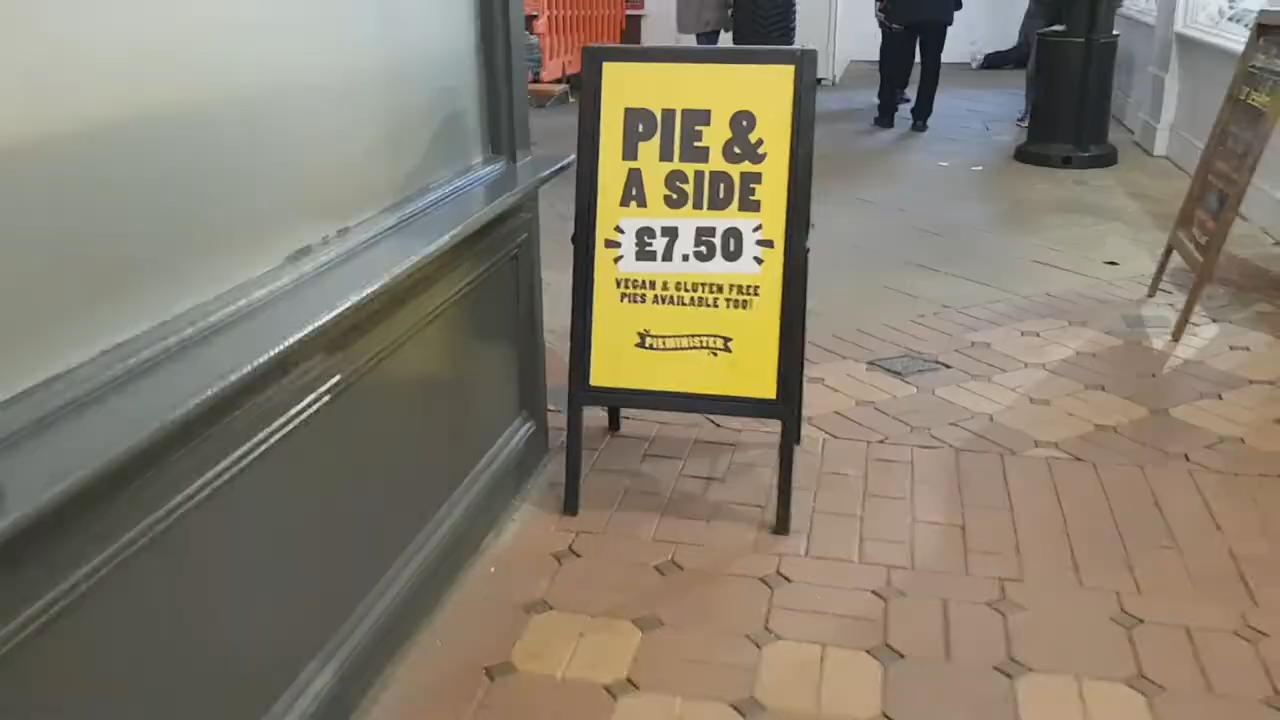 PIE &
A SIDE
£7.50
VEGAN & GLUTEN FREE
PIES AVAILABLE TOO!
PIEMINISTER